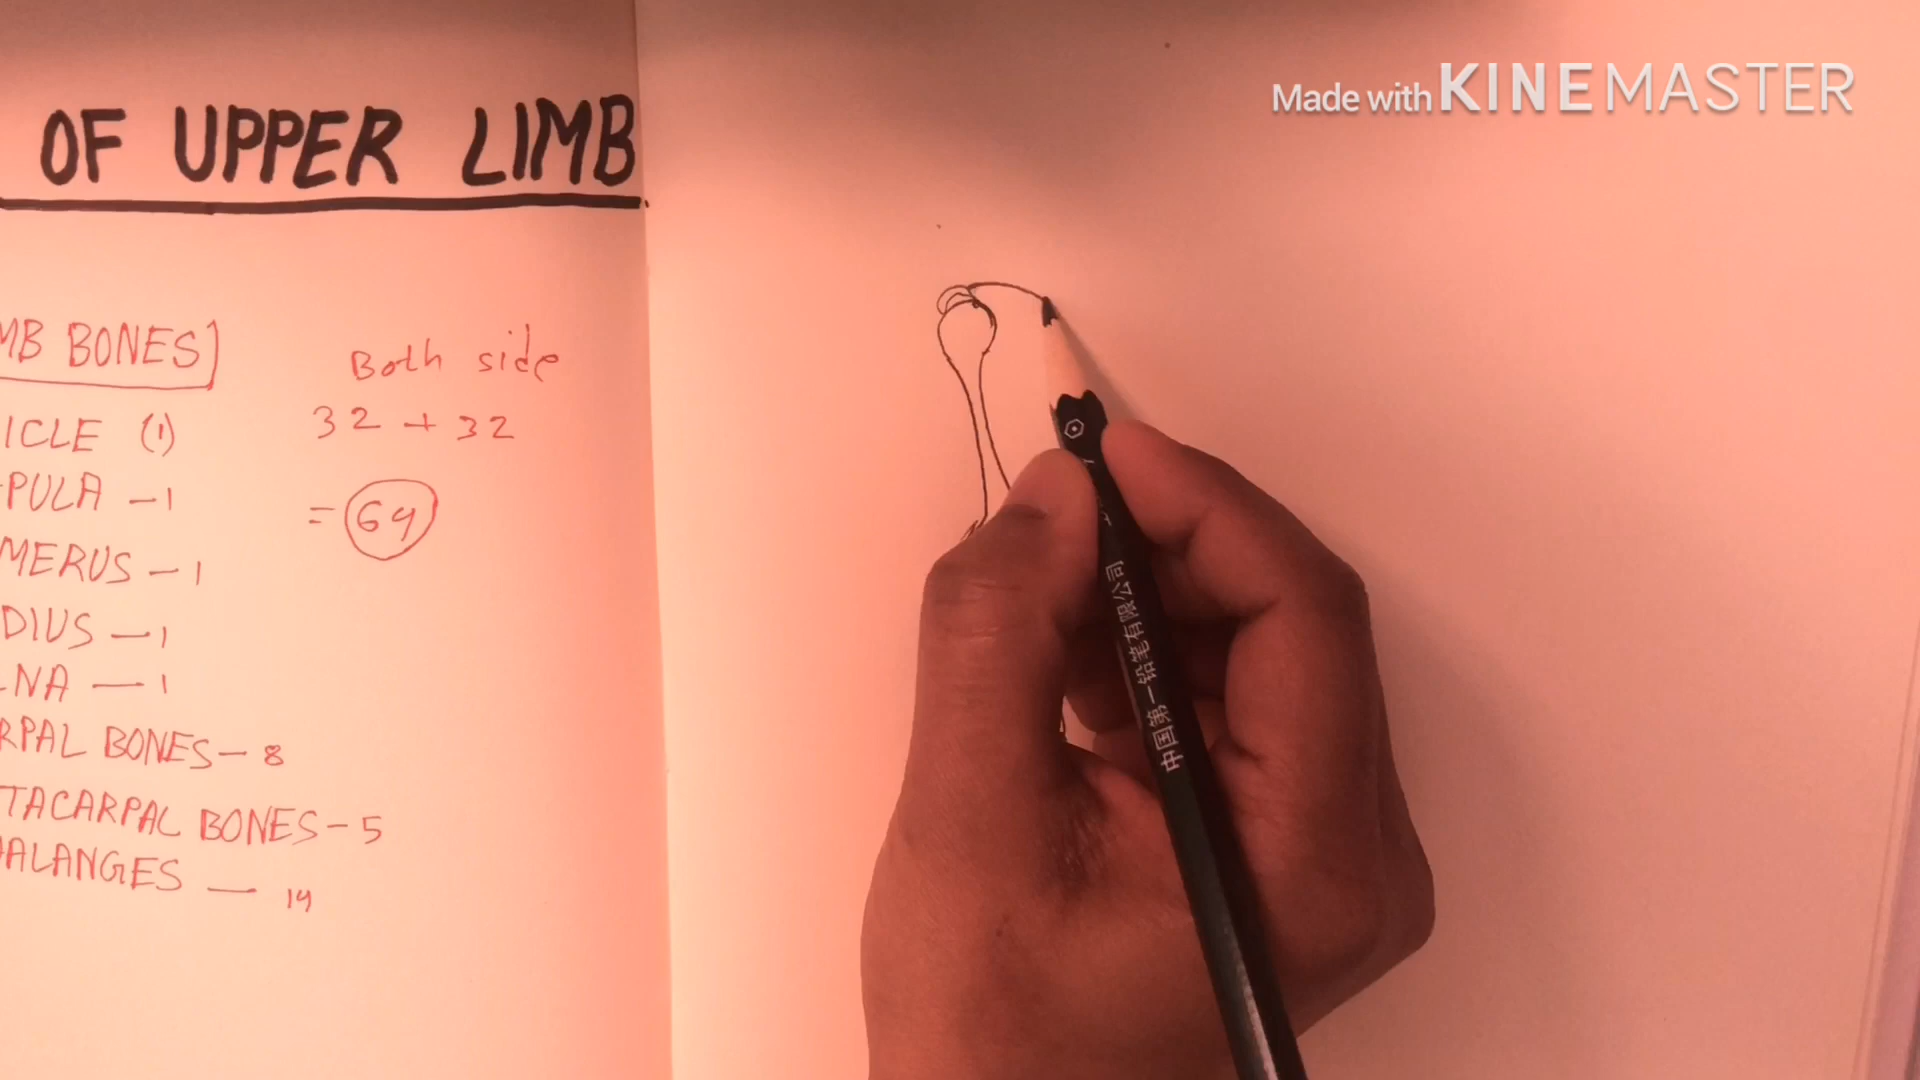 Made with KINEMASTER
OF UPPER LIMB
MB BONES]
ICLE (1)
PULA - 1
MERUS - 1
DIUS - 1
LNA - 1
RPAL BONES - 8
TACARPAL BONES - 5
ALANGES - 14
Both side
32 + 32
= 64
中国第一铅笔有限公司